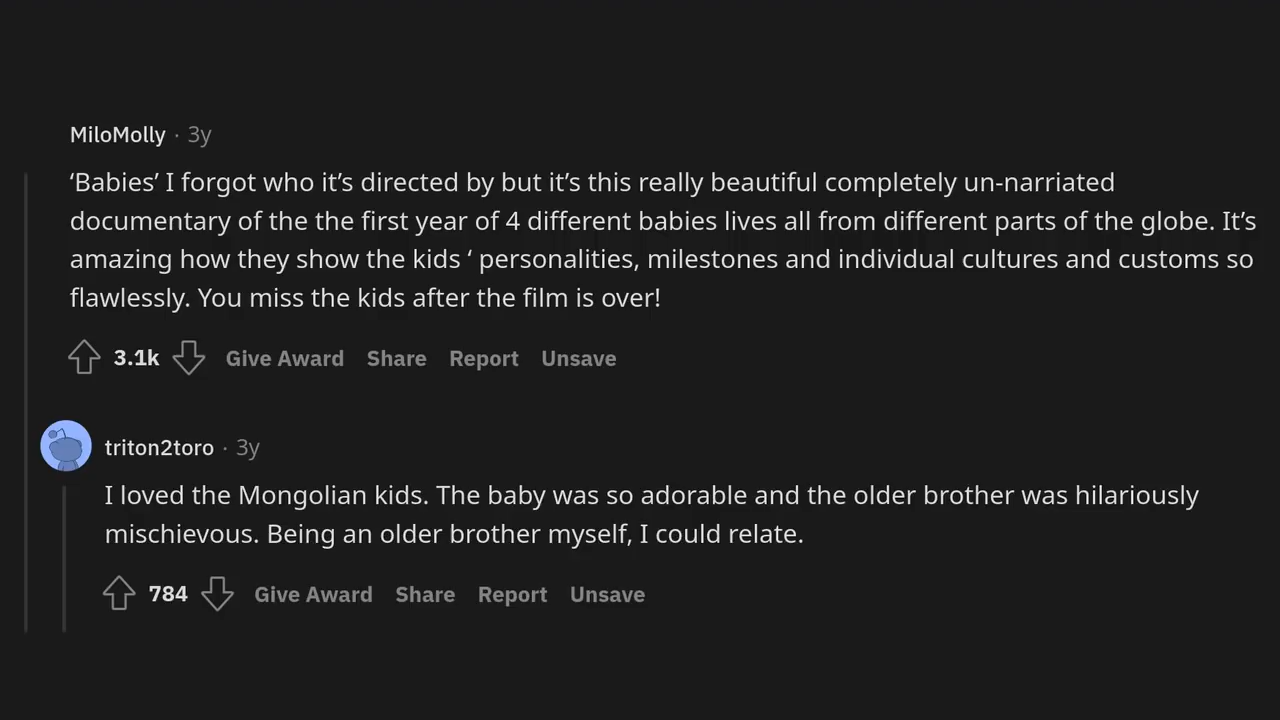 MiloMolly · 3y
‘Babies’ I forgot who it’s directed by but it’s this really beautiful completely un-narriated
documentary of the the first year of 4 different babies lives all from different parts of the globe. It’s
amazing how they show the kids ‘ personalities, milestones and individual cultures and customs so
flawlessly. You miss the kids after the film is over!
3.1k Give Award Share Report Unsave
triton2toro · 3y
I loved the Mongolian kids. The baby was so adorable and the older brother was hilariously
mischievous. Being an older brother myself, I could relate.
784 Give Award Share Report Unsave